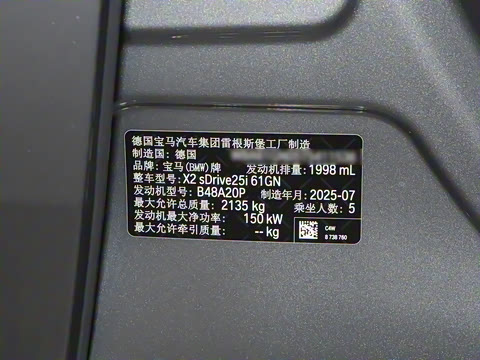 德国宝马汽车集团雷根斯堡工厂制造
制造国：德国
品牌：宝马(BMW)牌 发动机排量：1998 mL
整车型号：X2 sDrive25i 61GN
发动机型号：B48A20P 制造年月：2025-07
最大允许总质量：2135 kg 乘坐人数：5
发动机最大净功率：150 kW
最大允许牵引质量：-- kg
C4W
8 738 760